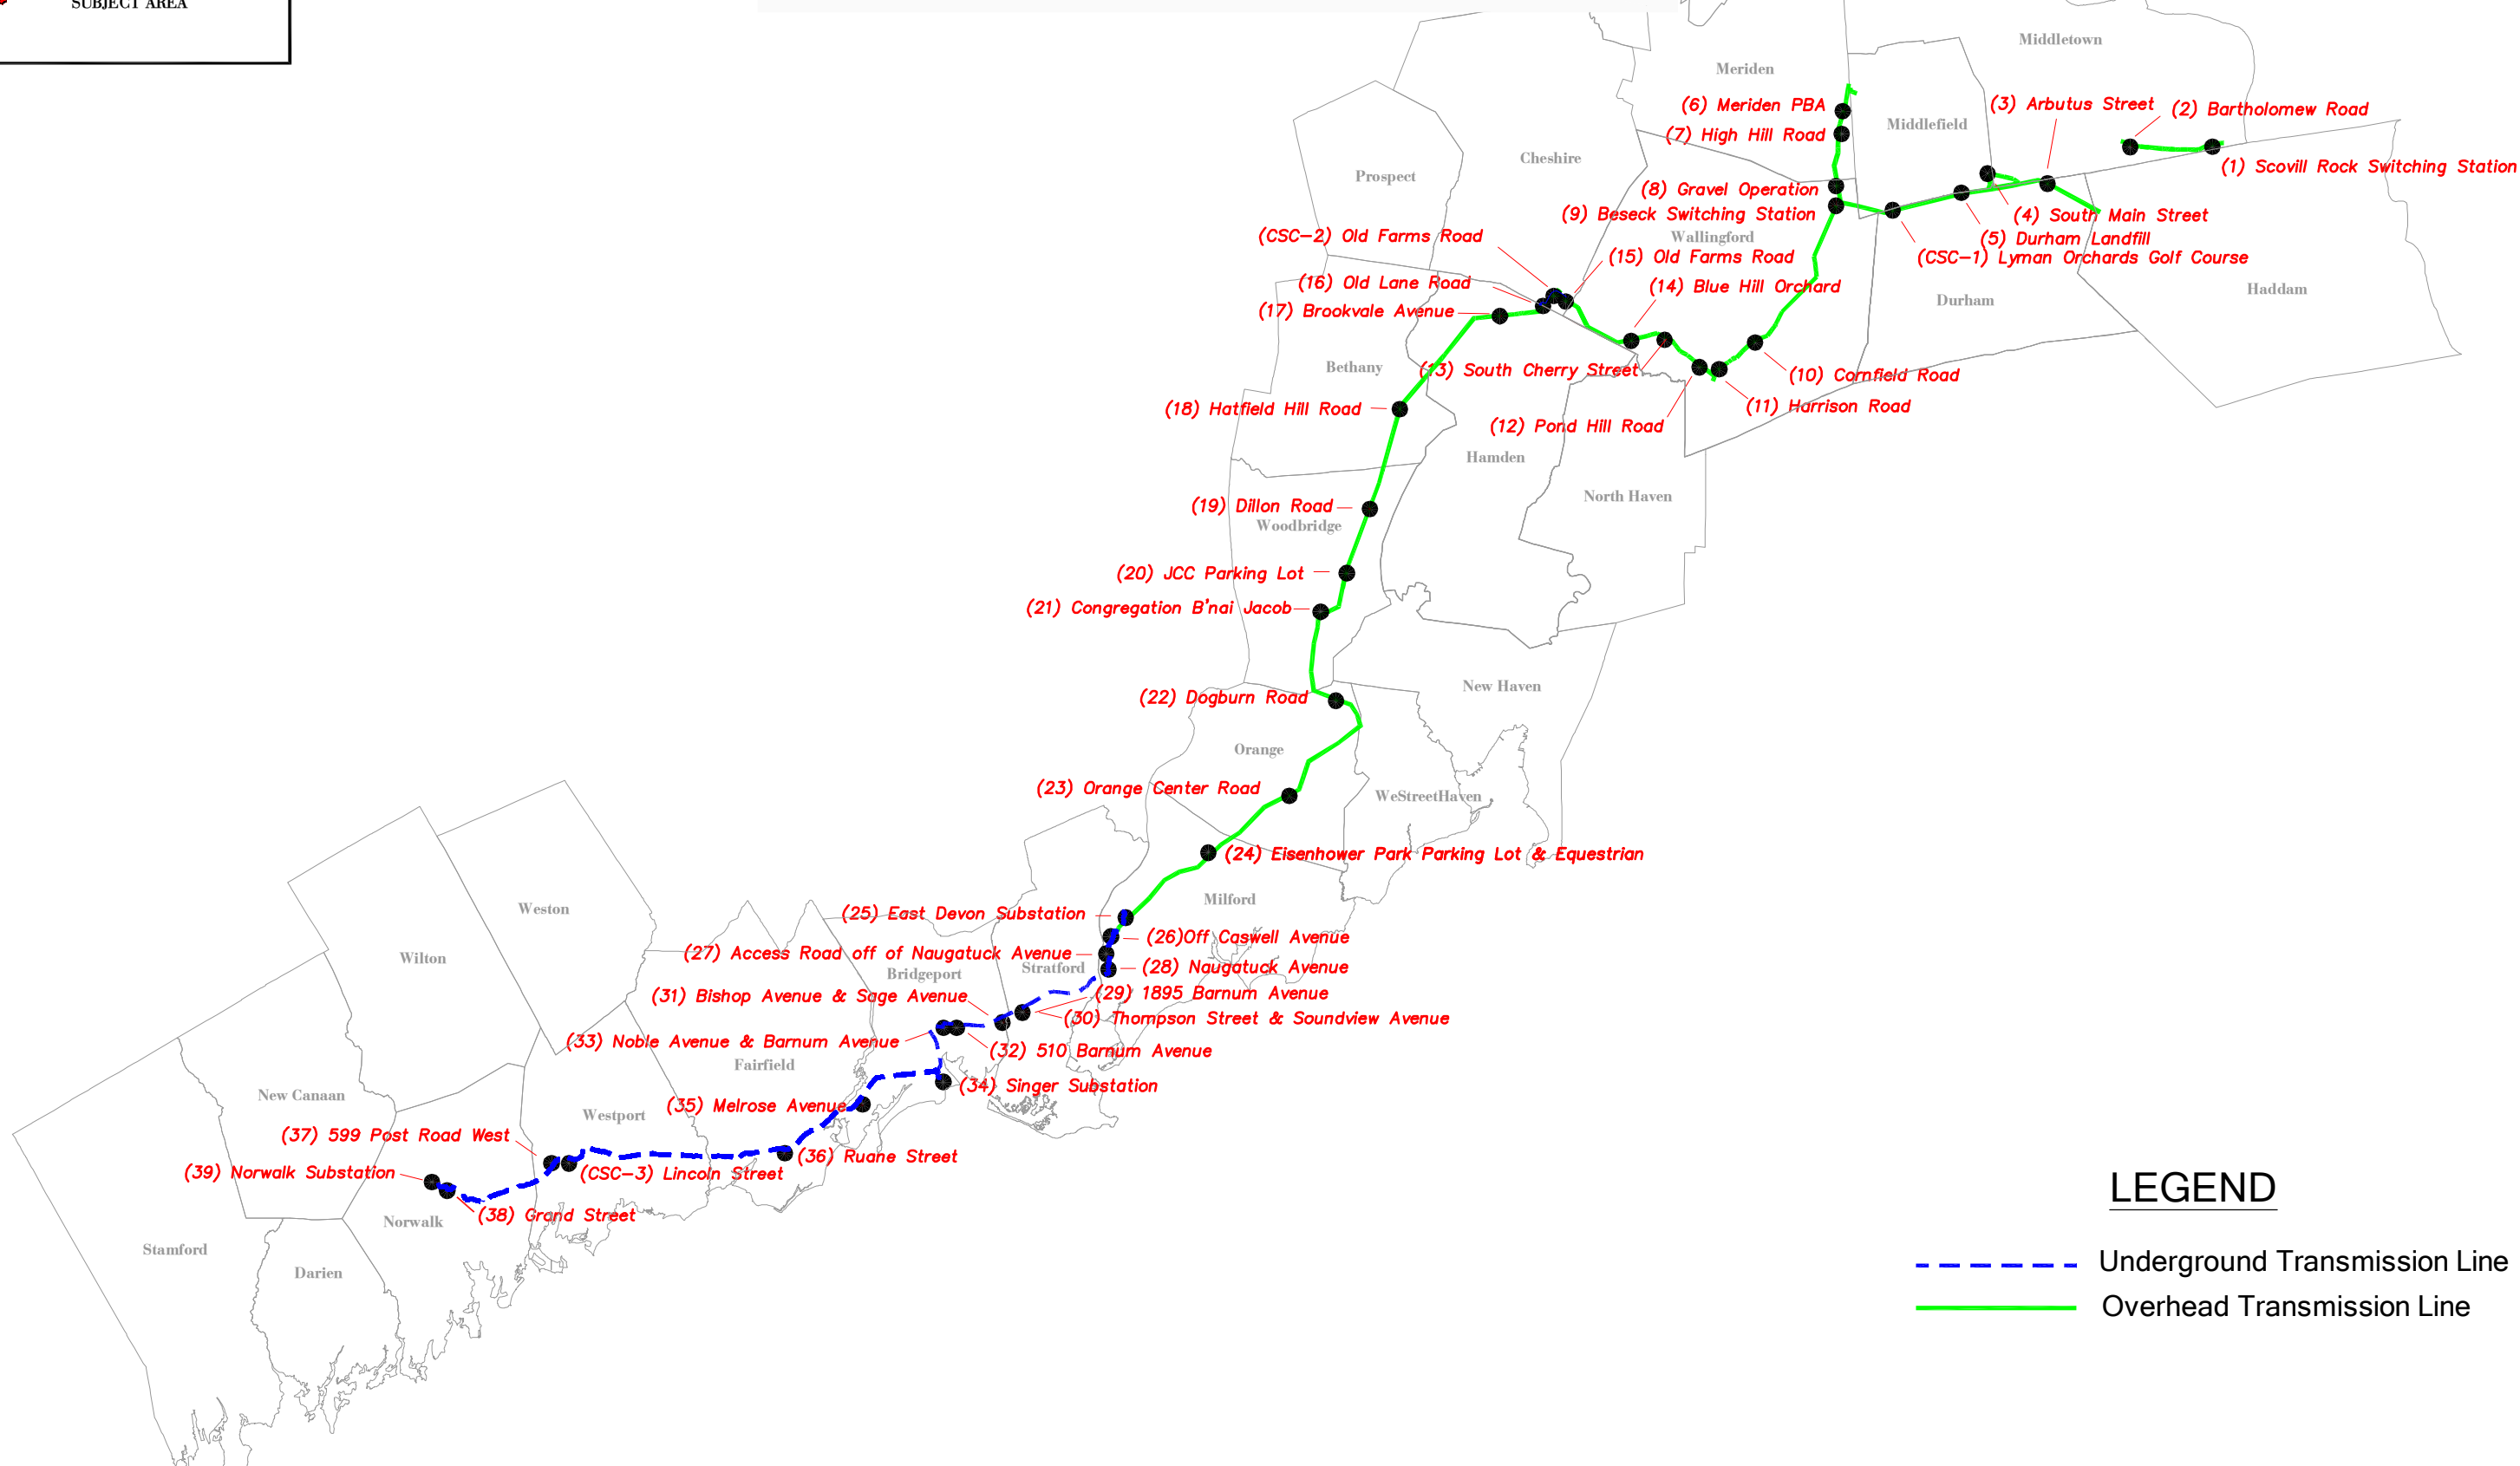 SUBJECT AREA
Middletown
Meriden
(6) Meriden PBA
(3) Arbutus Street
(2) Bartholomew Road
Middlefield
(7) High Hill Road
Cheshire
(1) Scovill Rock Switching Station
Prospect
(8) Gravel Operation
(9) Beseck Switching Station
(4) South Main Street
(CSC-2) Old Farms Road
Wallingford
(5) Durham Landfill
(15) Old Farms Road
(CSC-1) Lyman Orchards Golf Course
(16) Old Lane Road
(14) Blue Hill Orchard
Haddam
Durham
(17) Brookvale Avenue
Bethany
(13) South Cherry Street
(10) Cornfield Road
(18) Hatfield Hill Road
(11) Harrison Road
(12) Pond Hill Road
Hamden
North Haven
(19) Dillon Road
Woodbridge
(20) JCC Parking Lot
(21) Congregation B'nai Jacob
New Haven
(22) Dogburn Road
Orange
(23) Orange Center Road
WeStreetHaven
(24) Eisenhower Park Parking Lot & Equestrian
Milford
Weston
(25) East Devon Substation
(26)Off Caswell Avenue
(27) Access Road off of Naugatuck Avenue
Wilton
Bridgeport
Stratford
(28) Naugatuck Avenue
(31) Bishop Avenue & Sage Avenue
(29) 1895 Barnum Avenue
(30) Thompson Street & Soundview Avenue
(33) Noble Avenue & Barnum Avenue
(32) 510 Barnum Avenue
Fairfield
(34) Singer Substation
New Canaan
(35) Melrose Avenue
Westport
(37) 599 Post Road West
(36) Ruane Street
(39) Norwalk Substation
(CSC-3) Lincoln Street
(38) Grand Street
Norwalk
Stamford
Darien
LEGEND
Underground Transmission Line
Overhead Transmission Line